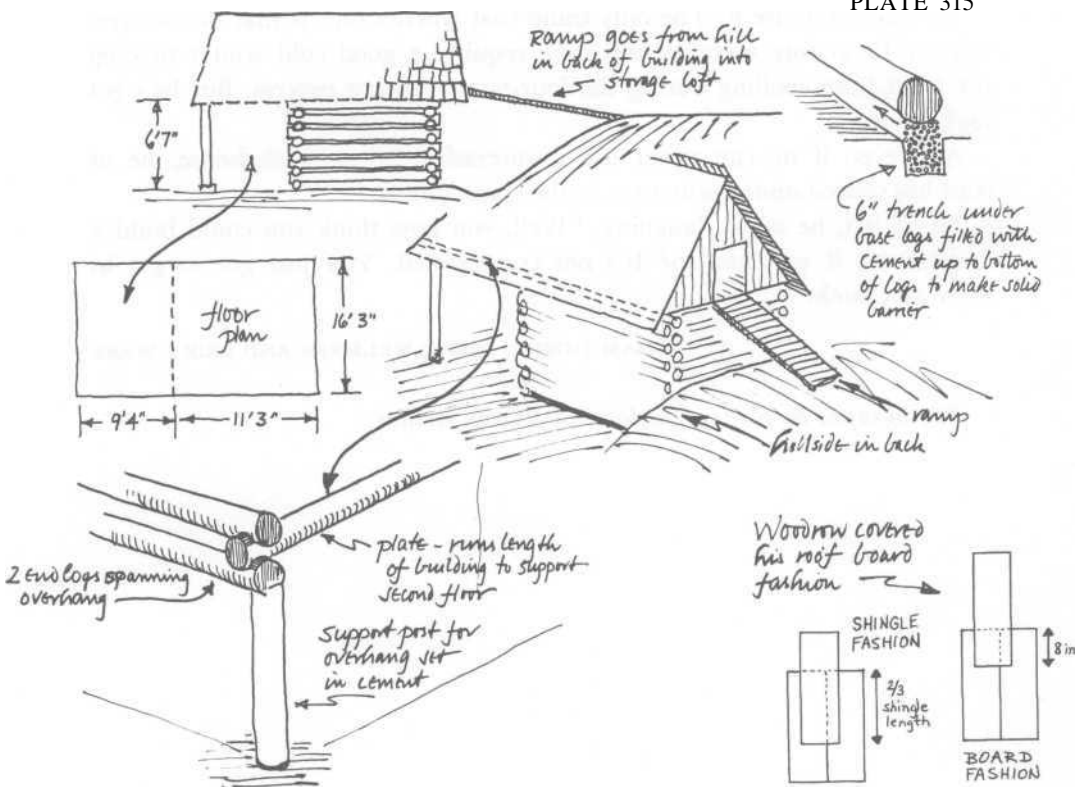 PLATE 315
Ramp goes from hill
in back of building into
storage loft
6'7"
6" trench under
base logs filled with
cement up to bottom
of logs to make solid
barrier
floor
plan
16'3"
9'4"
11'3"
ramp
hillside in back
2 end logs spanning
overhang
plate - runs length
of building to support
second floor
support post for
overhang set
in cement
Woodrow covered
his roof board
fashion
SHINGLE
FASHION
2/3
shingle
length
8 in
BOARD
FASHION